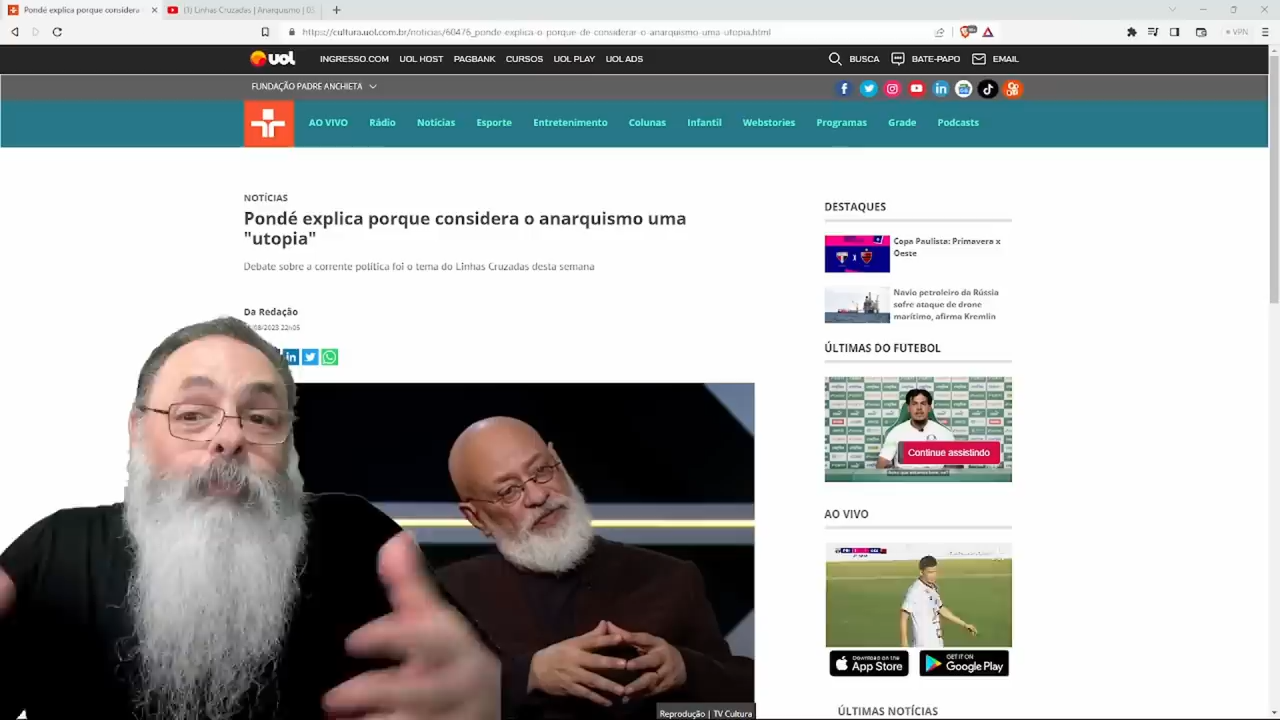 Pondé explica porque considera
(1) Linhas Cruzadas | Anarquismo | 03
https://cultura.uol.com.br/noticias/60476_ponde-explica-o-porque-de-considerar-o-anarquismo-uma-utopia.html
VPN
UOL
INGRESSO.COM UOL HOST PAGBANK CURSOS UOL PLAY UOL ADS
BUSCA BATE-PAPO EMAIL
FUNDAÇÃO PADRE ANCHIETA
AO VIVO Rádio Notícias Esporte Entretenimento Colunas Infantil Webstories Programas Grade Podcasts
NOTÍCIAS
Pondé explica porque considera o anarquismo uma
"utopia"
Debate sobre a corrente política foi o tema do Linhas Cruzadas desta semana
Da Redação
/08/2023 22h05
DESTAQUES
Copa Paulista: Primavera x
Oeste
Navio petroleiro da Rússia
sofre ataque de drone
marítimo, afirma Kremlin
ÚLTIMAS DO FUTEBOL
Continue assistindo
AO VIVO
Download on the
App Store
GET IT ON
Google Play
ÚLTIMAS NOTÍCIAS
Reprodução | TV Cultura